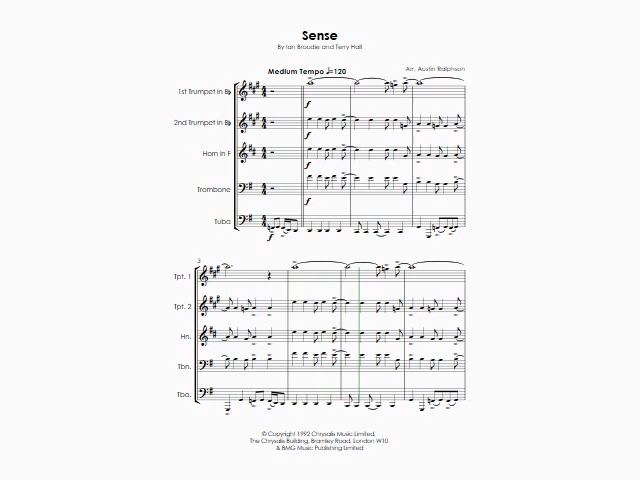 Sense
By Ian Broudie and Terry Hall
Medium Tempo ♩=120
Arr. Austin Ralphson
1st Trumpet in B♭
2nd Trumpet in B♭
Horn in F
Trombone
Tuba
f
f
f
f
f
5
Tpt. 1
Tpt. 2
Hn.
Tbn.
Tba.
© Copyright 1992 Chrysalis Music Limited.
The Chrysalis Building, Bramley Road, London W10
& BMG Music Publishing Limited